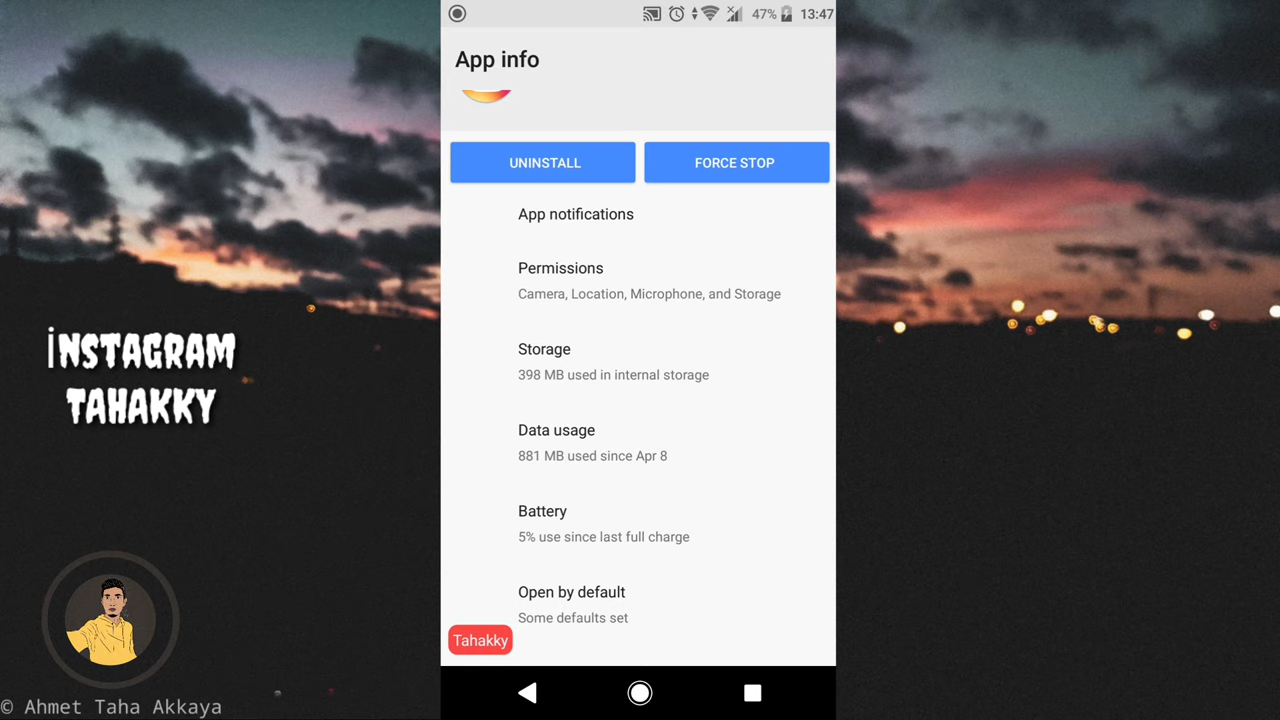 47% 13:47
App info
UNINSTALL
FORCE STOP
App notifications
Permissions
Camera, Location, Microphone, and Storage
Storage
398 MB used in internal storage
Data usage
881 MB used since Apr 8
Battery
5% use since last full charge
Open by default
Some defaults set
Tahakky
İNSTAGRAM
TAHAKKY
© Ahmet Taha Akkaya